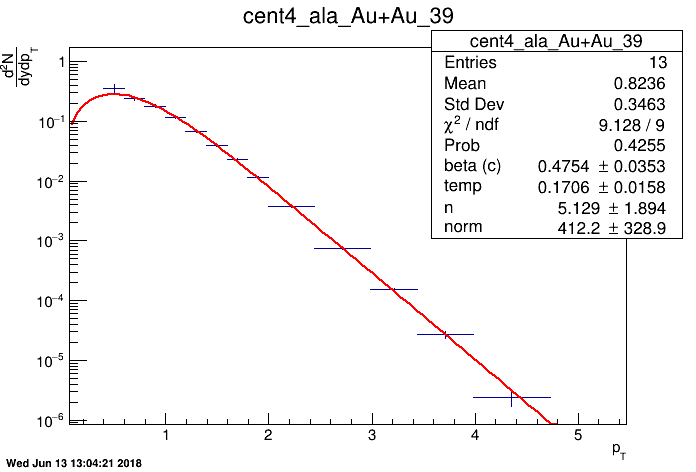 cent4_ala_Au+Au_39
d²N
dydp_T
cent4_ala_Au+Au_39
Entries 13
Mean 0.8236
Std Dev 0.3463
χ² / ndf 9.128 / 9
Prob 0.4255
beta (c) 0.4754 ± 0.0353
temp 0.1706 ± 0.0158
n 5.129 ± 1.894
norm 412.2 ± 328.9
1
10⁻¹
10⁻²
10⁻³
10⁻⁴
10⁻⁵
10⁻⁶
1 2 3 4 5
p_T
Wed Jun 13 13:04:21 2018